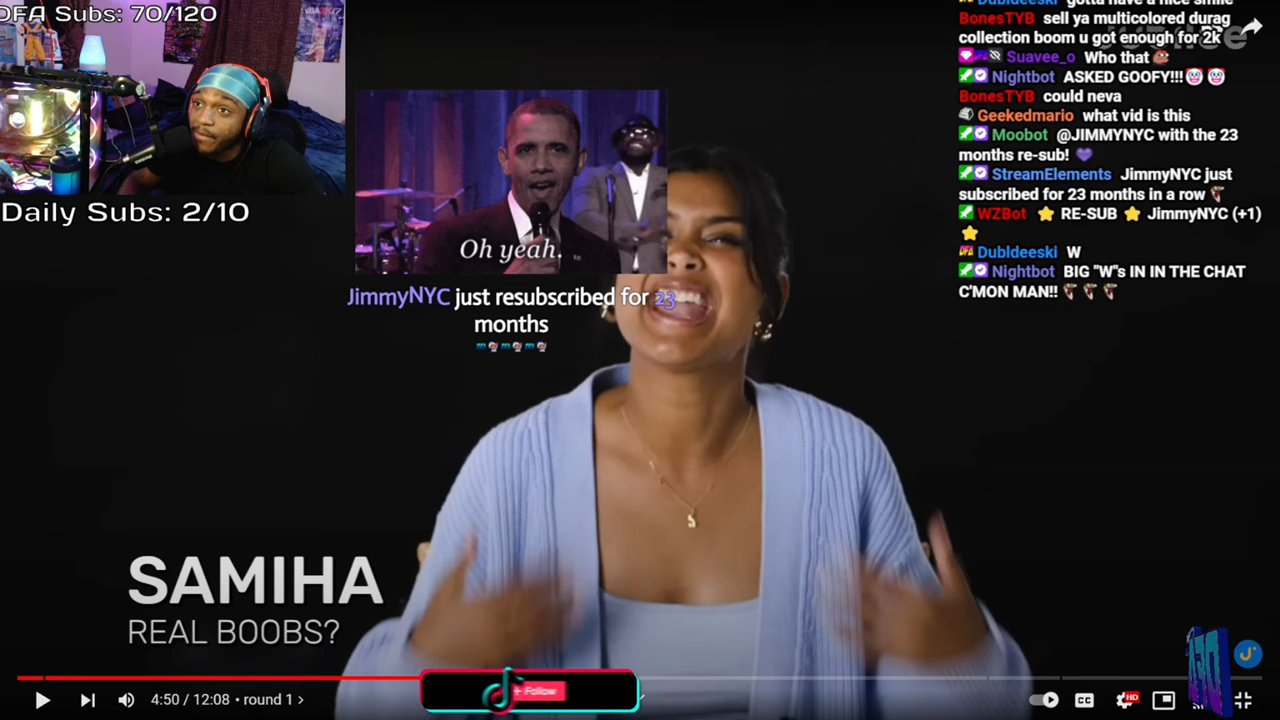 DFA Subs: 70/120
Daily Subs: 2/10
Oh yeah.
JimmyNYC just resubscribed for 23
months
BonesTYB sell ya multicolored durag
collection boom u got enough for 2k
Suavee_o Who that
Nightbot ASKED GOOFY!!!
BonesTYB could neva
Geekedmario what vid is this
Moobot @JIMMYNYC with the 23
months re-sub!
StreamElements JimmyNYC just
subscribed for 23 months in a row
WZBot RE-SUB JimmyNYC (+1)
DFA Dubldeeski W
Nightbot BIG "W"s IN IN THE CHAT
C'MON MAN!!
SAMIHA
REAL BOOBS?
+ Follow
4:50 / 12:08 • round 1 >
CC
HD